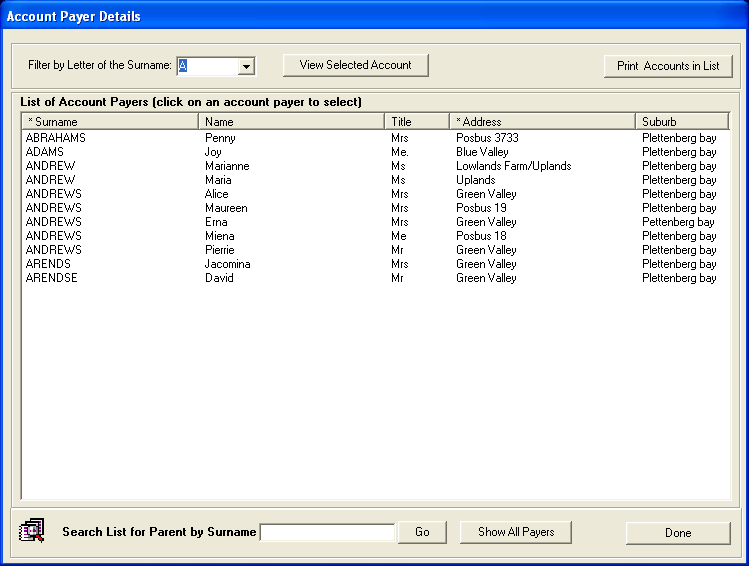 Account Payer Details
Filter by Letter of the Surname: A View Selected Account Print Accounts in List
List of Account Payers (click on an account payer to select)
* Surname Name Title * Address Suburb
ABRAHAMS Penny Mrs Posbus 3733 Plettenberg bay
ADAMS Joy Me. Blue Valley Plettenberg bay
ANDREW Marianne Ms Lowlands Farm/Uplands Plettenberg bay
ANDREW Maria Ms Uplands Plettenberg bay
ANDREWS Alice Mrs Green Valley Plettenberg bay
ANDREWS Maureen Mrs Posbus 19 Plettenberg bay
ANDREWS Erna Mrs Green Valley Pettenberg bay
ANDREWS Miena Me Posbus 18 Plettenberg bay
ANDREWS Pierrie Mr Green Valley Plettenberg bay
ARENDS Jacomina Mrs Green Valley Plettenberg bay
ARENDSE David Mr Green Valley Plettenberg bay
Search List for Parent by Surname Go Show All Payers Done